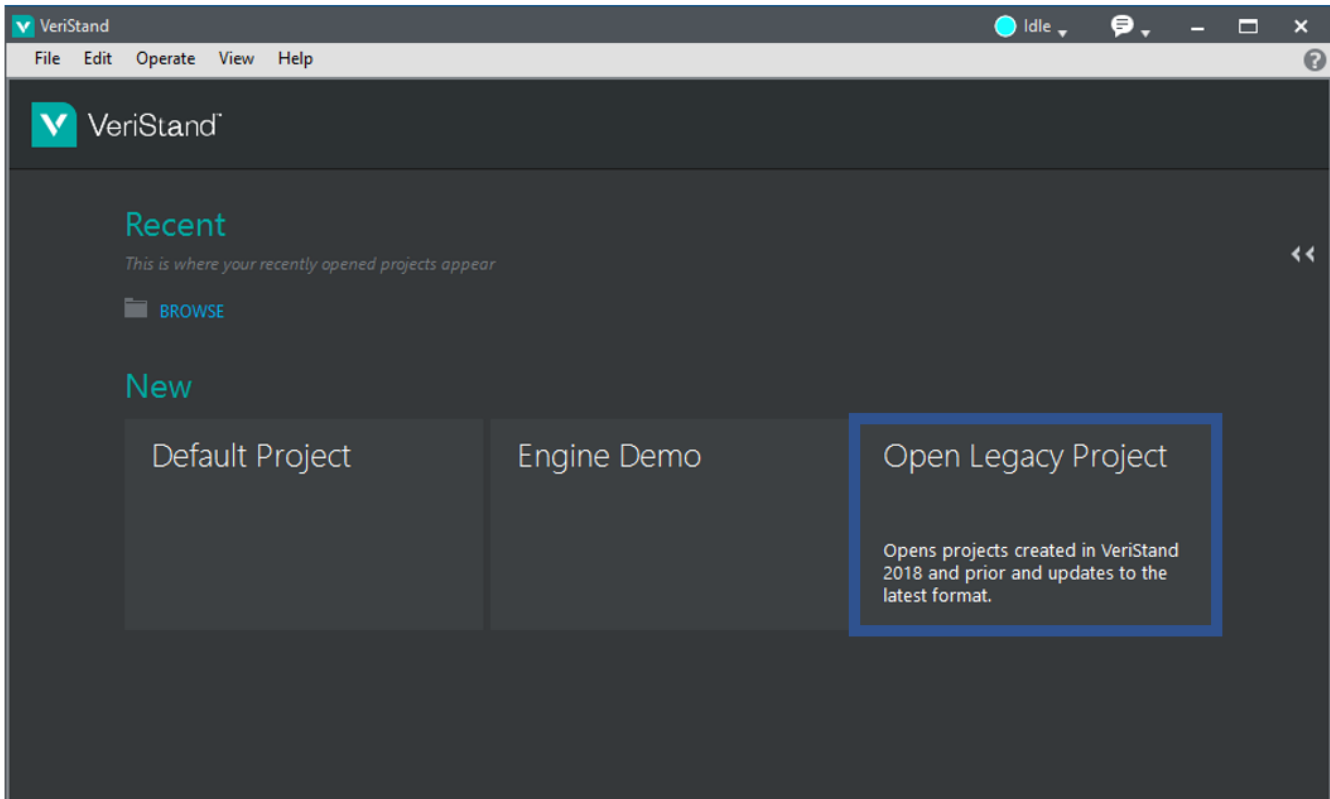 VeriStand
Idle
File Edit Operate View Help
?
VeriStand™
Recent
This is where your recently opened projects appear
BROWSE
New
Default Project
Engine Demo
Open Legacy Project
Opens projects created in VeriStand
2018 and prior and updates to the
latest format.